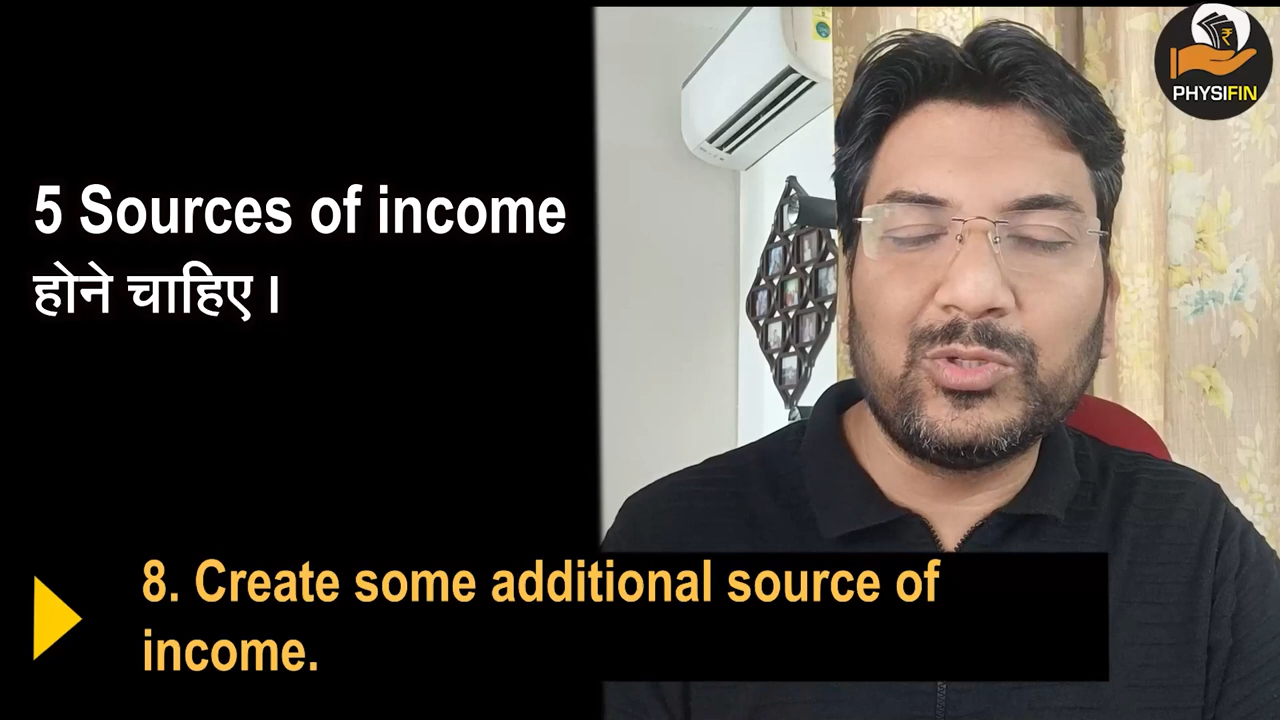 PHYSIFIN
5 Sources of income
होने चाहिए।
8. Create some additional source of
income.